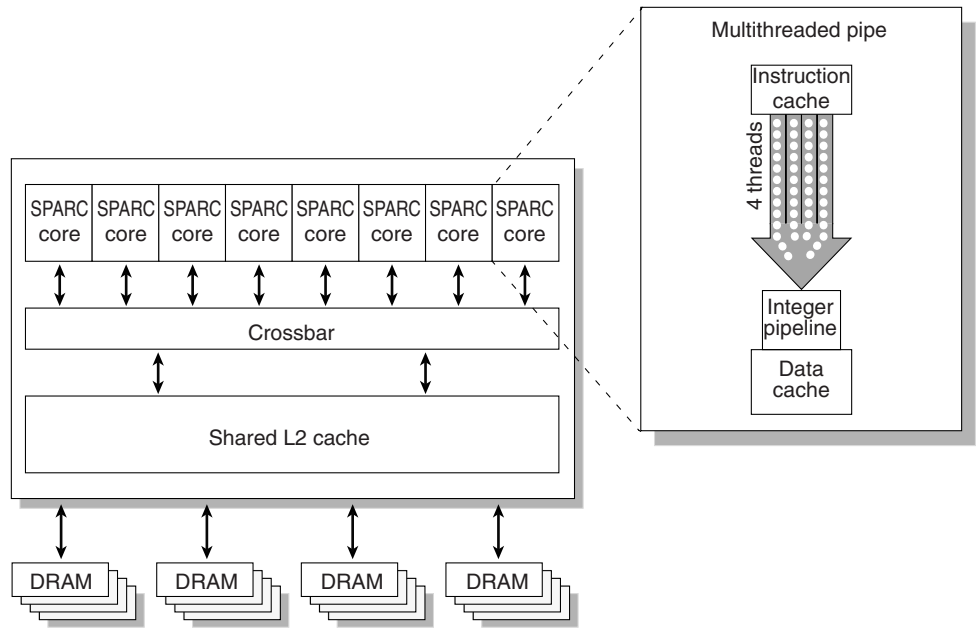 Multithreaded pipe
Instruction
cache
4 threads
Integer
pipeline
Data
cache
SPARC
core
SPARC
core
SPARC
core
SPARC
core
SPARC
core
SPARC
core
SPARC
core
SPARC
core
Crossbar
Shared L2 cache
DRAM
DRAM
DRAM
DRAM